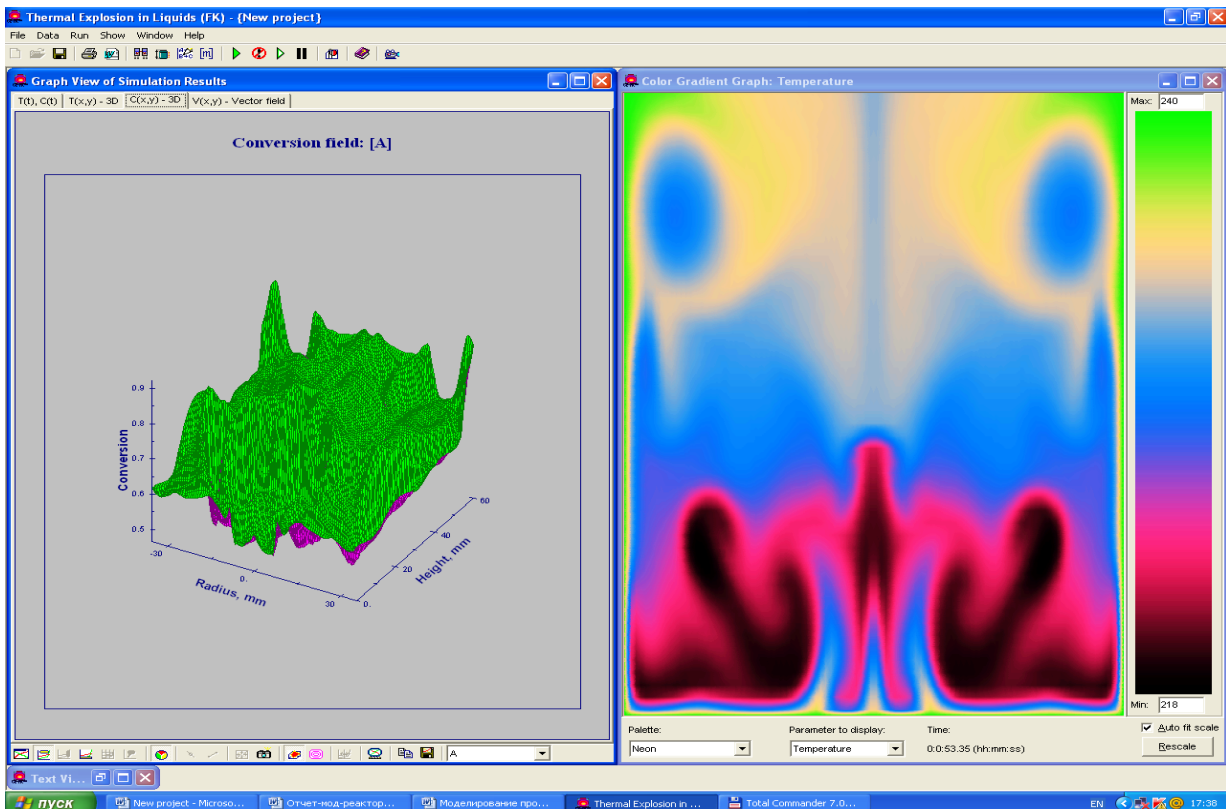 Thermal Explosion in Liquids (FK) - {New project}
File Data Run Show Window Help
Graph View of Simulation Results
T(t), C(t) T(x,y) - 3D C(x,y) - 3D V(x,y) - Vector field
Conversion field: [A]
0.9
0.8
0.7
0.6
0.5
Conversion
-30
0.
30
Radius, mm
0.
20
40
60
Height, mm
A
Color Gradient Graph: Temperature
Max: 240
Min: 218
Palette:
Neon
Parameter to display:
Temperature
Time:
0:0:53.35 (hh:mm:ss)
Auto fit scale
Rescale
Text Vi...
пуск
New project - Microso...
Отчет-мод-реактор...
Моделирование про...
Thermal Explosion in ...
Total Commander 7.0...
EN
17:38